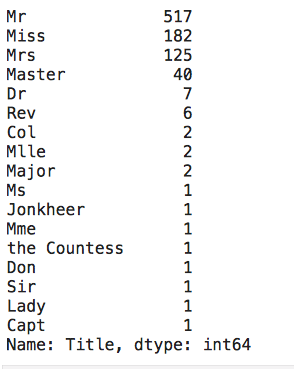 Mr 517
Miss 182
Mrs 125
Master 40
Dr 7
Rev 6
Col 2
Mlle 2
Major 2
Ms 1
Jonkheer 1
Mme 1
the Countess 1
Don 1
Sir 1
Lady 1
Capt 1
Name: Title, dtype: int64